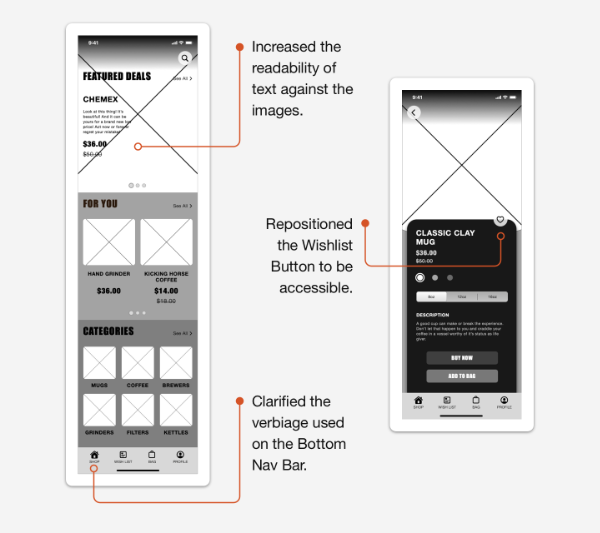 9:41
FEATURED DEALS
See All >
CHEMEX
Look at this thing! It's
beautiful! And it can be
yours for a brand new low
price! Act now or forever
regret your mistake!
$36.00
$50.00
FOR YOU
See All >
HAND GRINDER
$36.00
KICKING HORSE
COFFEE
$14.00
$18.00
CATEGORIES
See All >
MUGS
COFFEE
BREWERS
GRINDERS
FILTERS
KETTLES
SHOP
WISH LIST
BAG
PROFILE
Increased the
readability of
text against the
images.
Repositioned
the Wishlist
Button to be
accessible.
Clarified the
verbiage used
on the Bottom
Nav Bar.
9:41
CLASSIC CLAY
MUG
$36.00
$50.00
DESCRIPTION
A good cup can make or break the experience.
Don't let that happen to you and cradle your
coffee in a vessel worthy of it's status as life
giver.
BUY NOW
ADD TO BAG
SHOP
WISH LIST
BAG
PROFILE